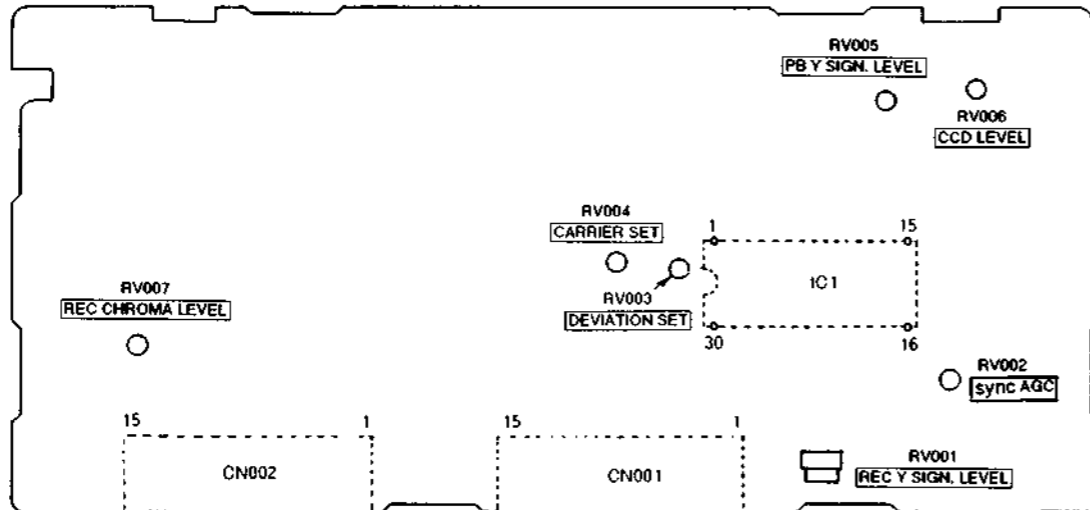 RV005
PB Y SIGN. LEVEL
RV006
CCD LEVEL
RV004
CARRIER SET
1
15
IC1
RV003
DEVIATION SET
30
16
RV007
REC CHROMA LEVEL
RV002
sync AGC
15
1
CN002
15
1
CN001
RV001
REC Y SIGN. LEVEL